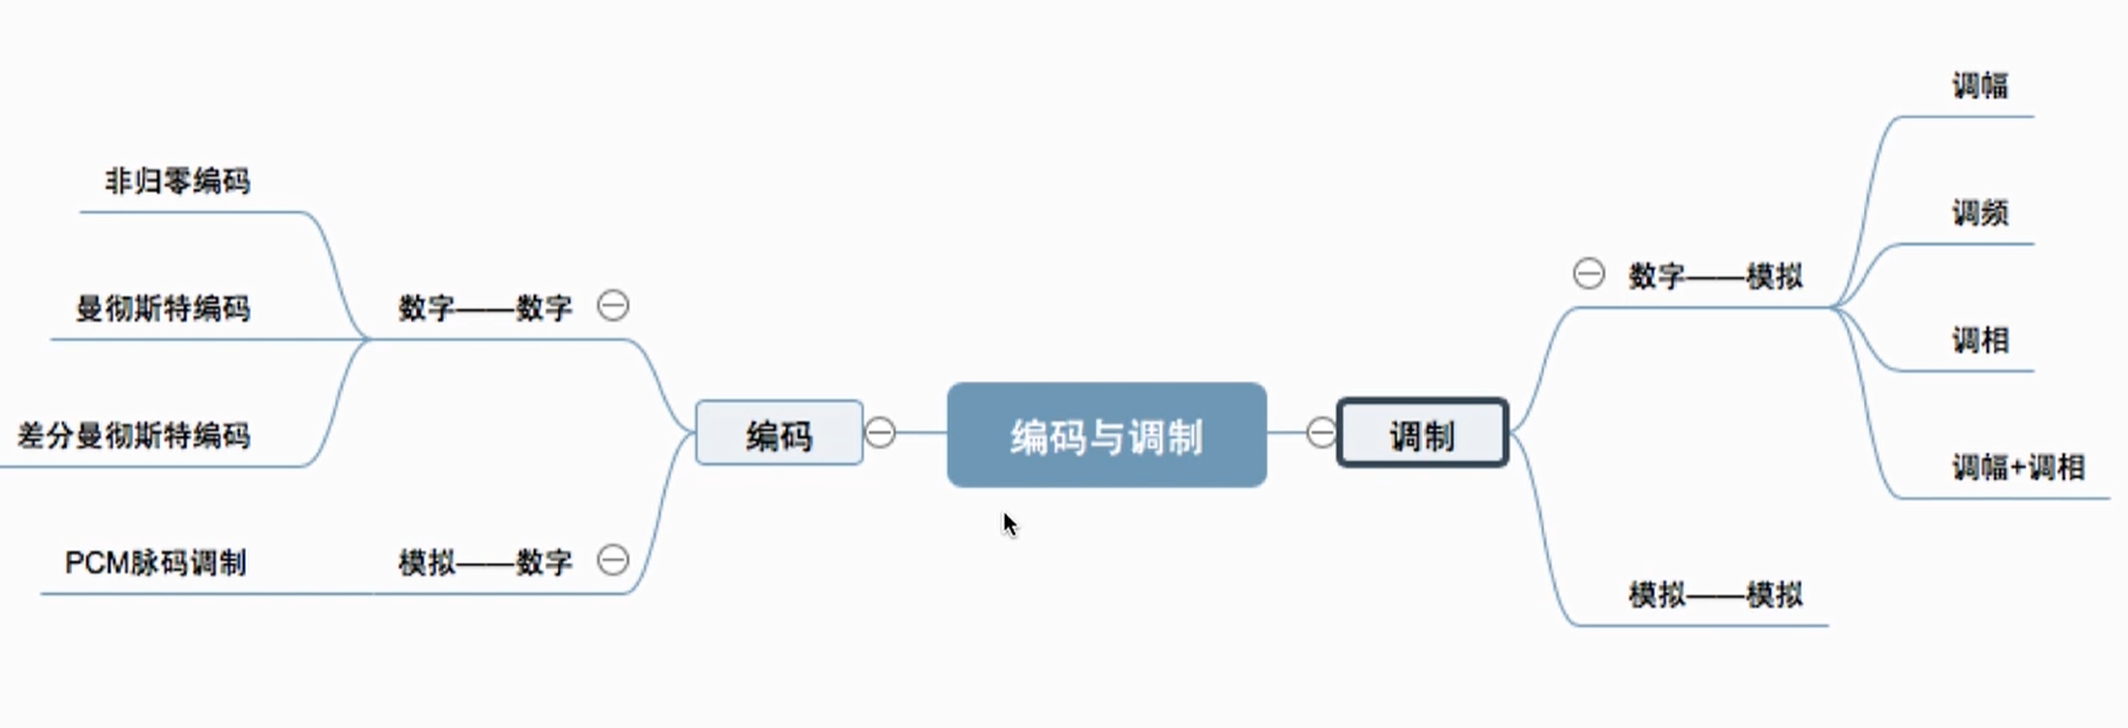 编码与调制
编码
数字——数字
非归零编码
曼彻斯特编码
差分曼彻斯特编码
模拟——数字
PCM脉码调制
调制
数字——模拟
调幅
调频
调相
调幅+调相
模拟——模拟